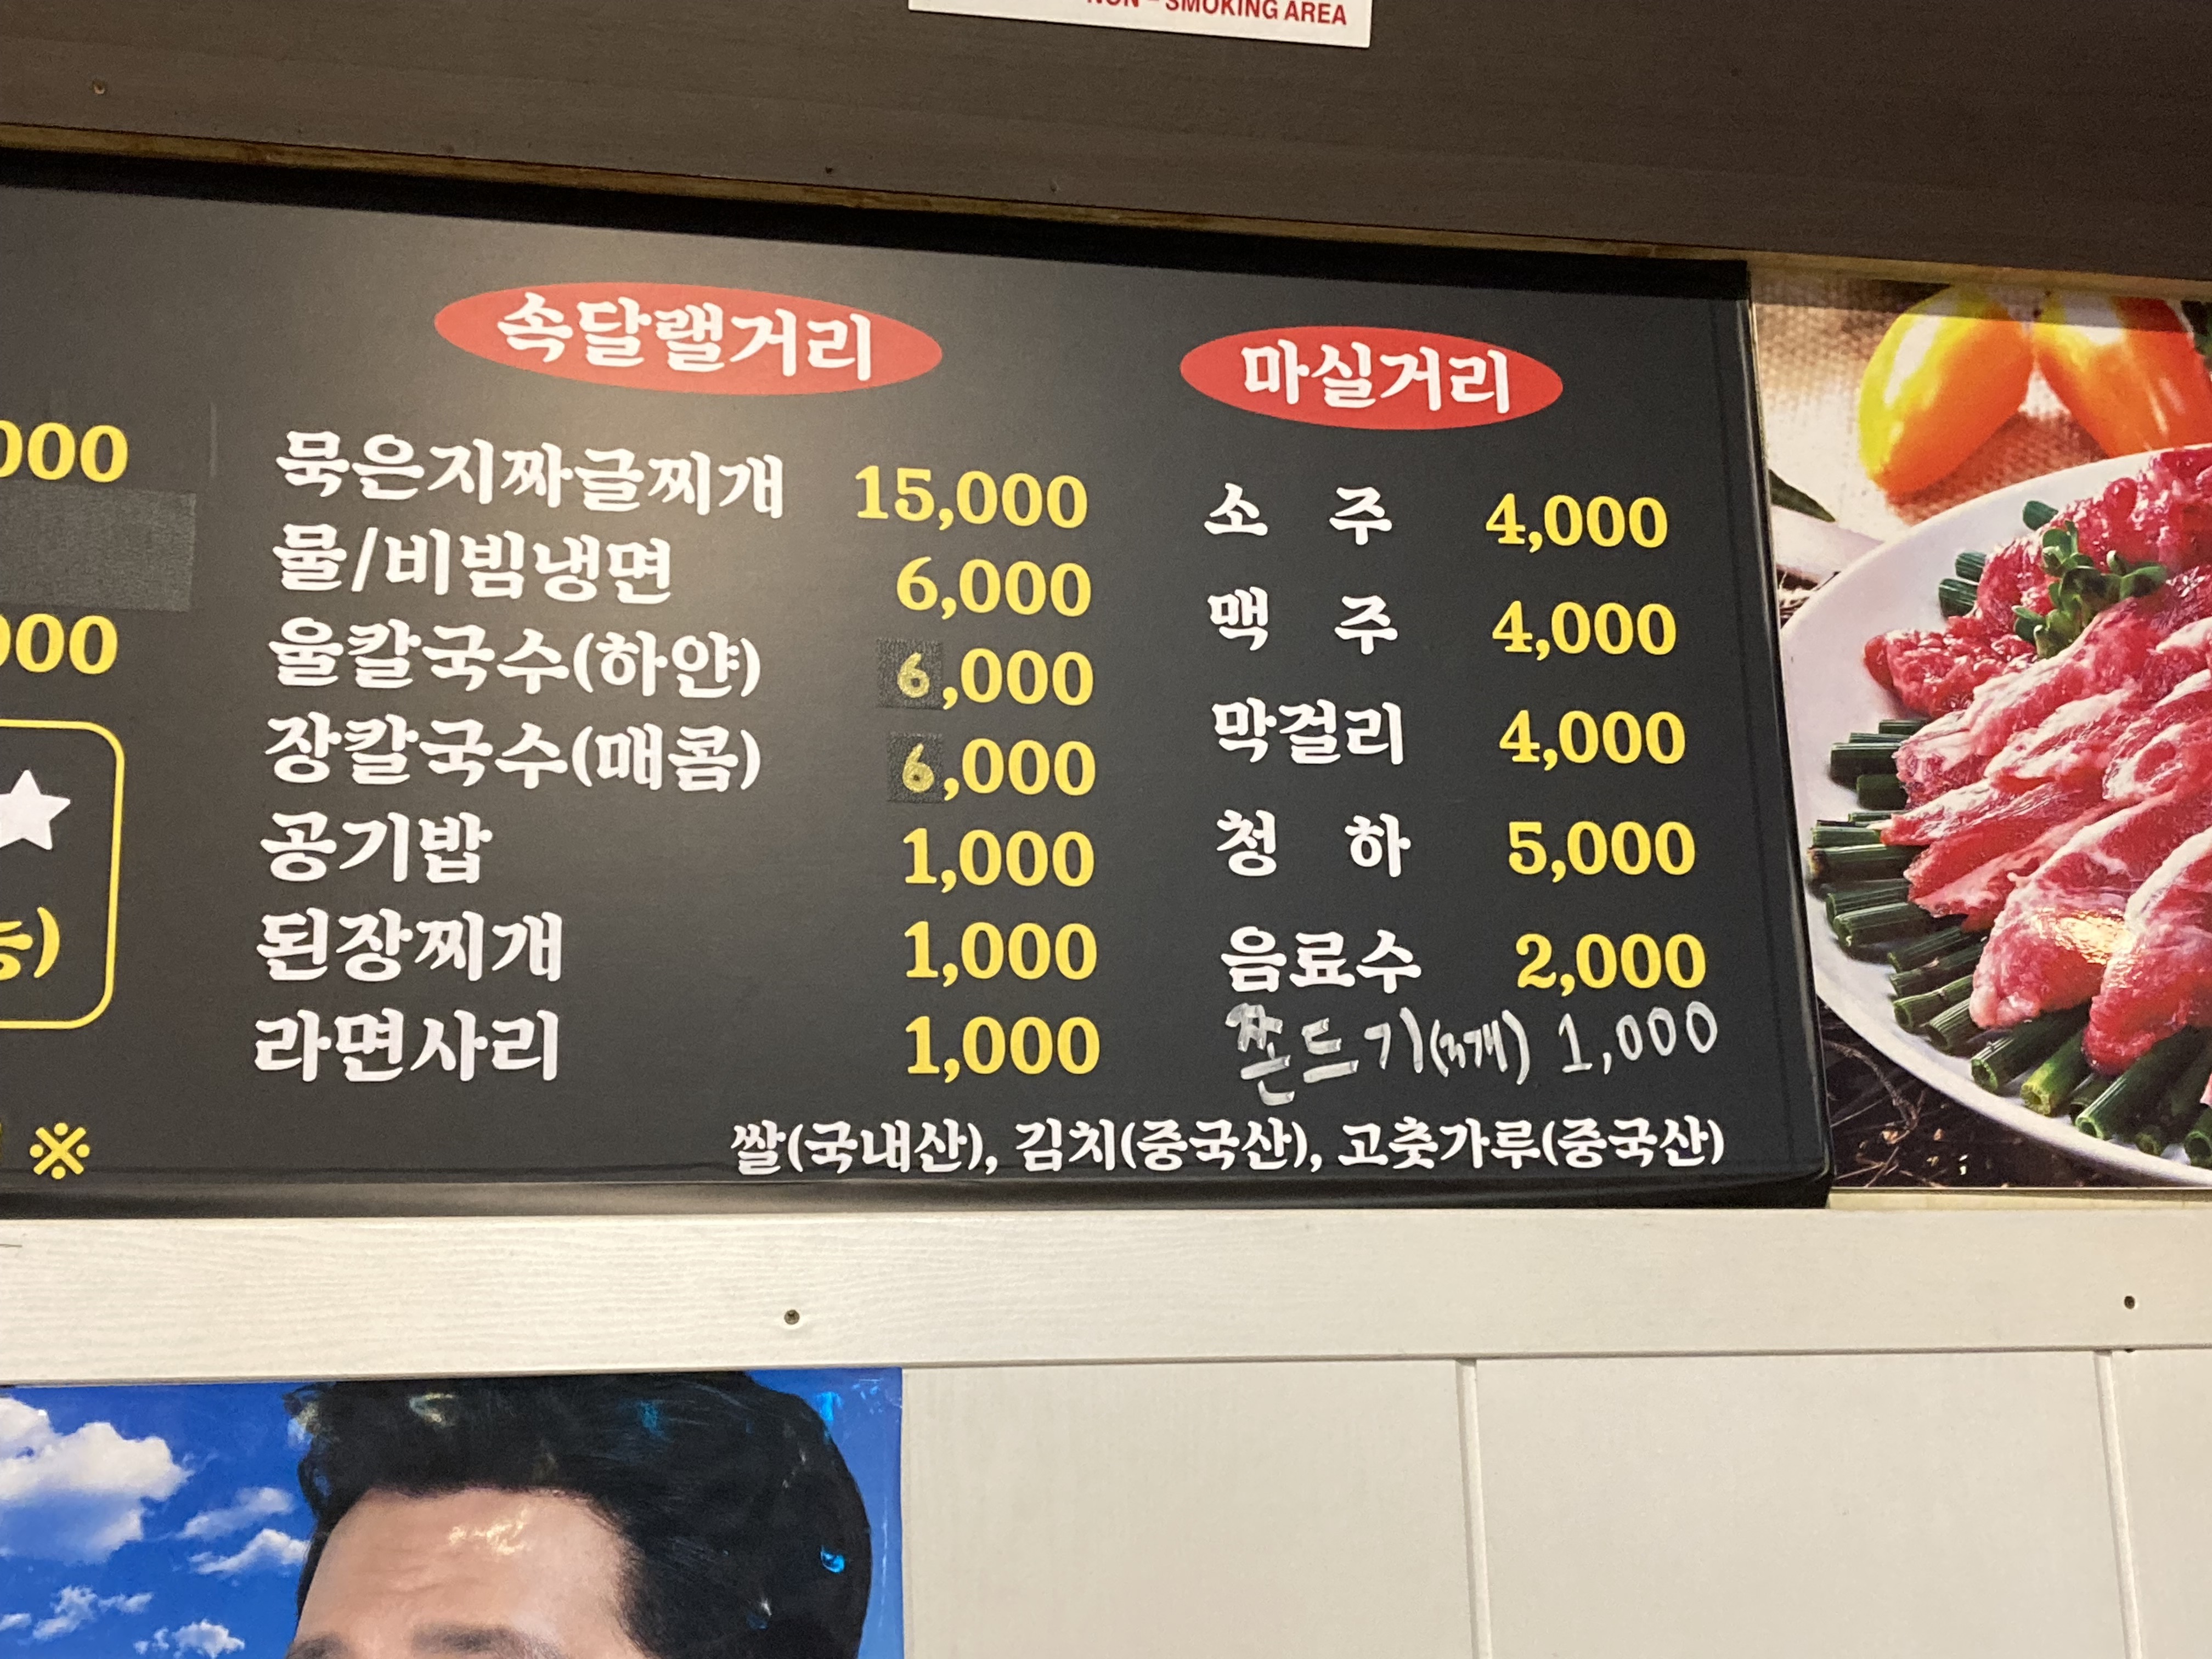 NON - SMOKING AREA
속달랠거리
묵은지짜글찌개 15,000
물/비빔냉면 6,000
울칼국수(하얀) 6,000
장칼국수(매콤) 6,000
공기밥 1,000
된장찌개 1,000
라면사리 1,000
마실거리
소 주 4,000
맥 주 4,000
막걸리 4,000
청 하 5,000
음료수 2,000
쫀드기(3개) 1,000
쌀(국내산), 김치(중국산), 고춧가루(중국산)
000
000
※